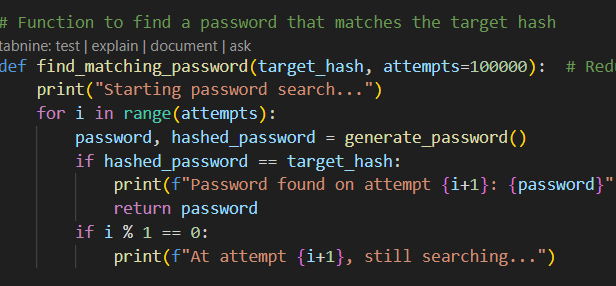 # Function to find a password that matches the target hash
tabnine: test | explain | document | ask
def find_matching_password(target_hash, attempts=100000):  # Redu
    print("Starting password search...")
    for i in range(attempts):
        password, hashed_password = generate_password()
        if hashed_password == target_hash:
            print(f"Password found on attempt {i+1}: {password}"
            return password
        if i % 1 == 0:
            print(f"At attempt {i+1}, still searching...")